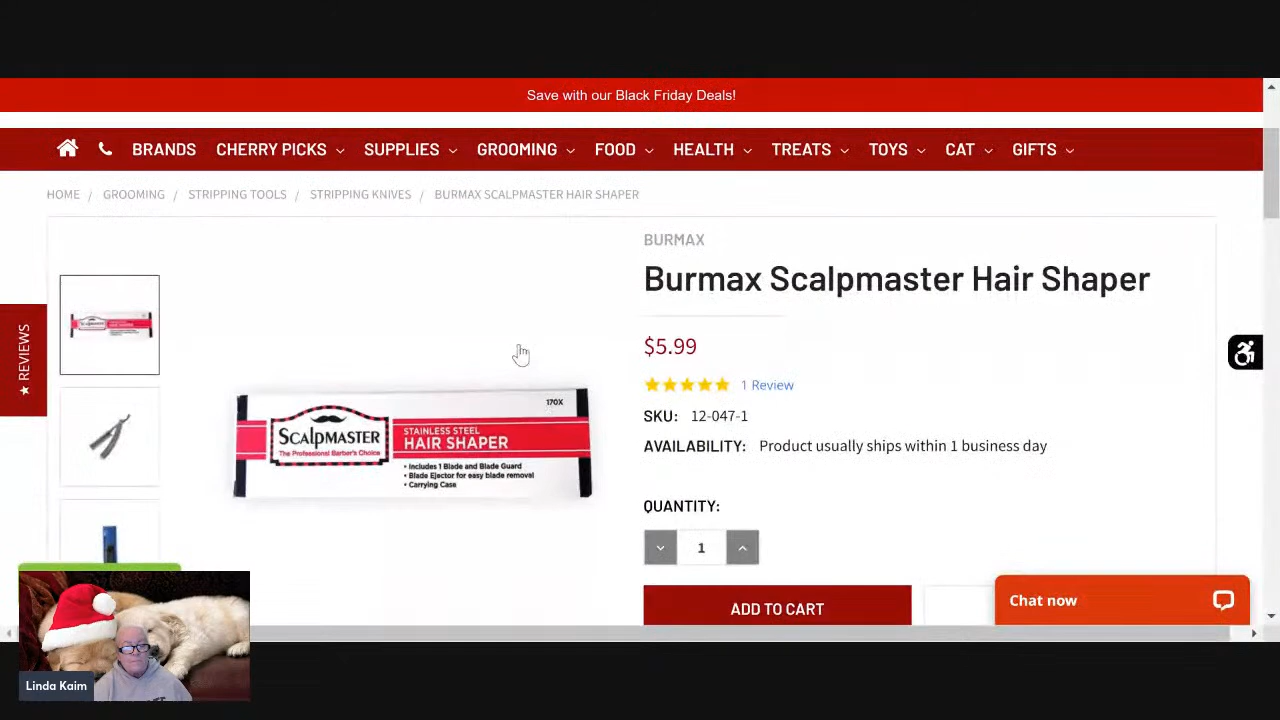 Save with our Black Friday Deals!
BRANDS CHERRY PICKS SUPPLIES GROOMING FOOD HEALTH TREATS TOYS CAT GIFTS
HOME / GROOMING / STRIPPING TOOLS / STRIPPING KNIVES / BURMAX SCALPMASTER HAIR SHAPER
★ REVIEWS
170X
SCALPMASTER
The Professional Barber's Choice
STAINLESS STEEL
HAIR SHAPER
• Includes 1 Blade and Blade Guard
• Blade Ejector for easy blade removal
• Carrying Case
BURMAX
Burmax Scalpmaster Hair Shaper
$5.99
1 Review
SKU: 12-047-1
AVAILABILITY: Product usually ships within 1 business day
QUANTITY:
1
ADD TO CART
Chat now
Linda Kaim